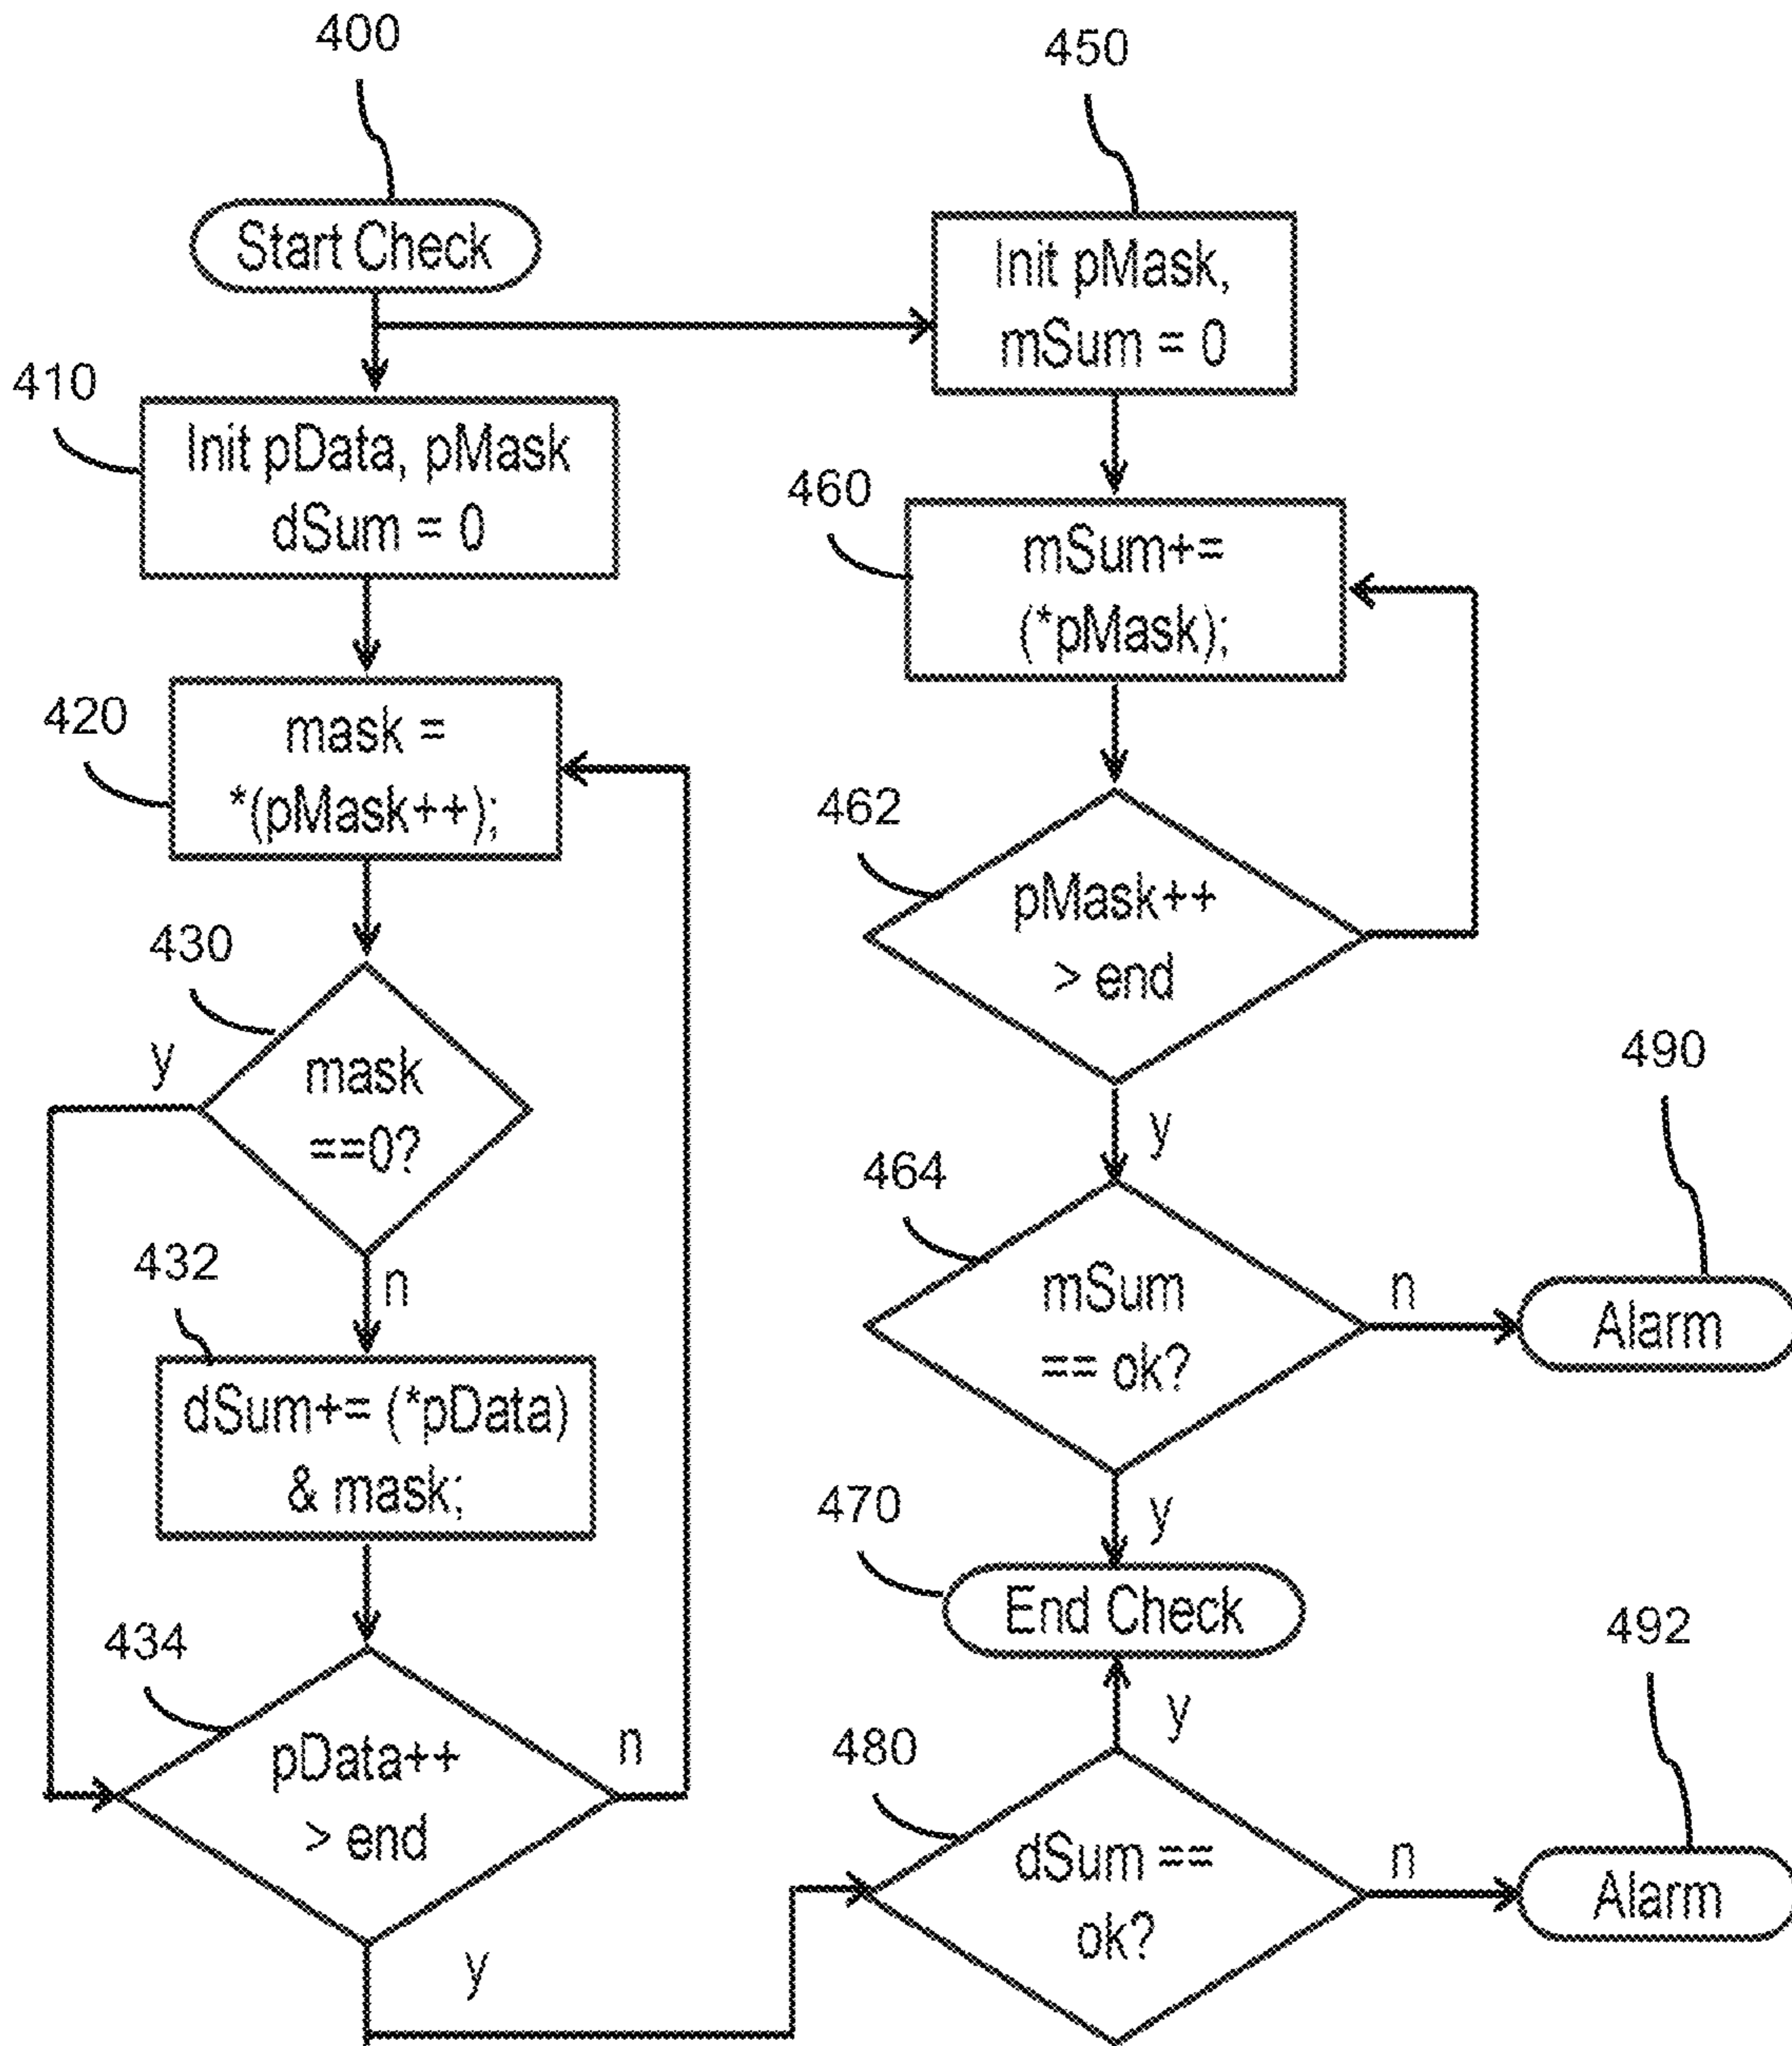 400
Start Check
410
Init pData, pMask
dSum = 0
420
mask =
*(pMask++);
430
y
mask
==0?
n
432
dSum+= (*pData)
& mask;
434
pData++
> end
n
y
450
Init pMask,
mSum = 0
460
mSum+=
(*pMask);
462
pMask++
> end
y
464
mSum
== ok?
n
490
Alarm
y
470
End Check
y
480
dSum ==
ok?
n
492
Alarm